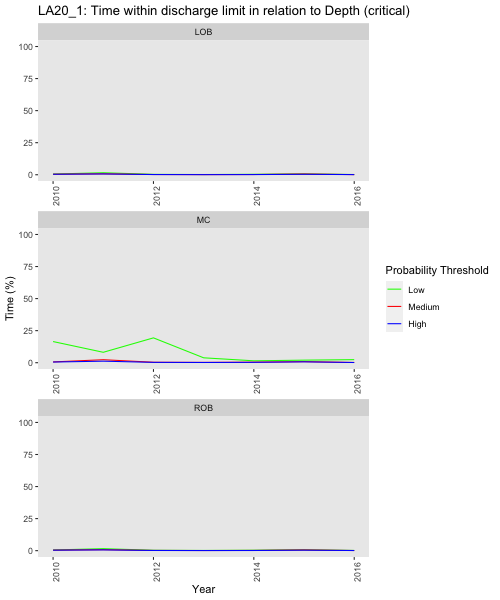 LA20_1: Time within discharge limit in relation to Depth (critical)
LOB
100
75
50
25
0
2010
2012
2014
2016
MC
100
75
50
25
0
2010
2012
2014
2016
ROB
100
75
50
25
0
2010
2012
2014
2016
Time (%)
Year
Probability Threshold
Low
Medium
High